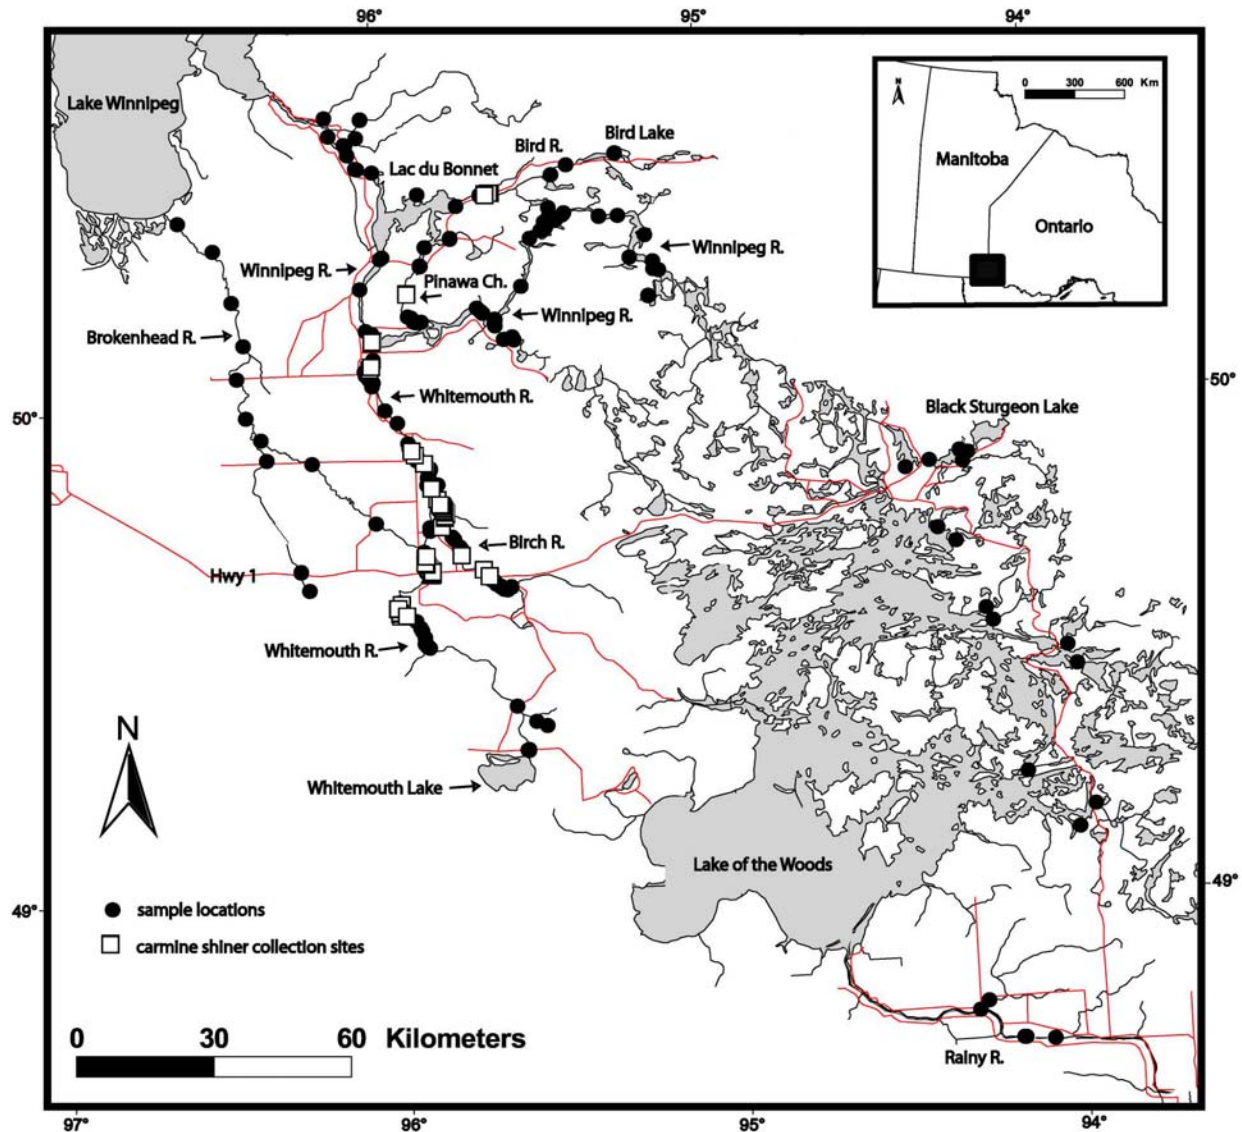 96°
95°
94°
Lake Winnipeg
N
0 300 600 Km
Manitoba
Ontario
Bird Lake
Bird R.
Lac du Bonnet
Winnipeg R.
Winnipeg R.
Pinawa Ch.
Winnipeg R.
Brokenhead R.
50°
Whitemouth R.
50°
Black Sturgeon Lake
Birch R.
Hwy 1
Whitemouth R.
N
Whitemouth Lake
Lake of the Woods
49°
49°
sample locations
carmine shiner collection sites
0 30 60 Kilometers
Rainy R.
97°
96°
95°
94°